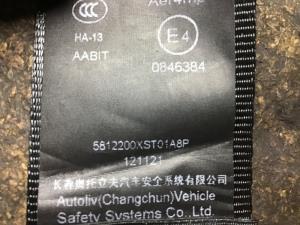 CCC
HA-13
E4
AABIT
0846384
5812200XST01A8P
121121
长春奥托立夫汽车安全系统有限公司
Autoliv(Changchun)Vehicle
Safety Systems Co.,Ltd.